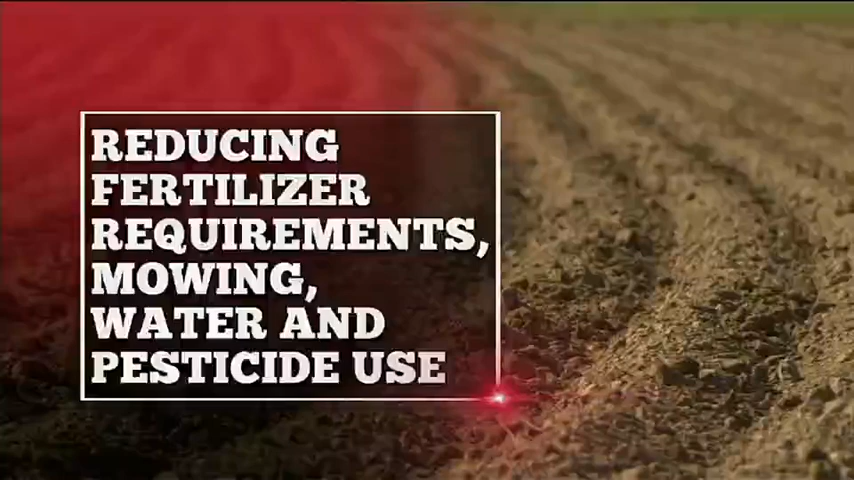 REDUCING
FERTILIZER
REQUIREMENTS,
MOWING,
WATER AND
PESTICIDE USE